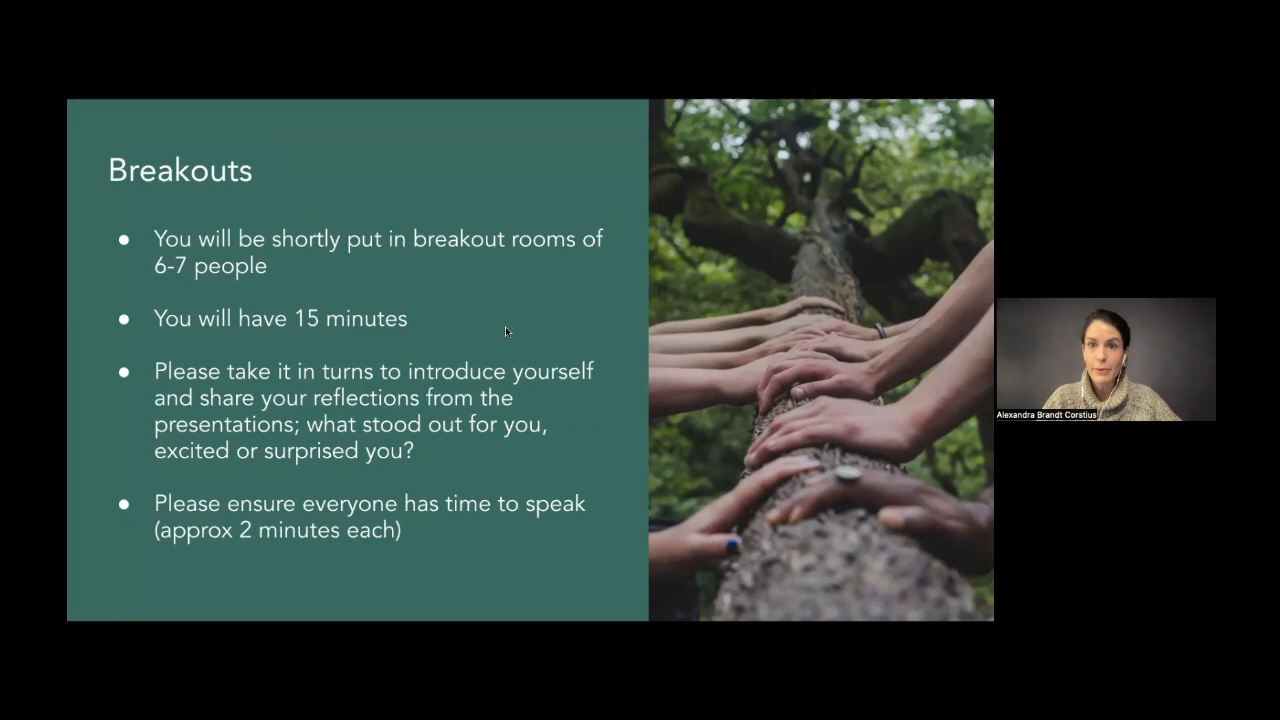 Breakouts
● You will be shortly put in breakout rooms of
6-7 people
● You will have 15 minutes
● Please take it in turns to introduce yourself
and share your reflections from the
presentations; what stood out for you,
excited or surprised you?
● Please ensure everyone has time to speak
(approx 2 minutes each)
Alexandra Brandt Corstius